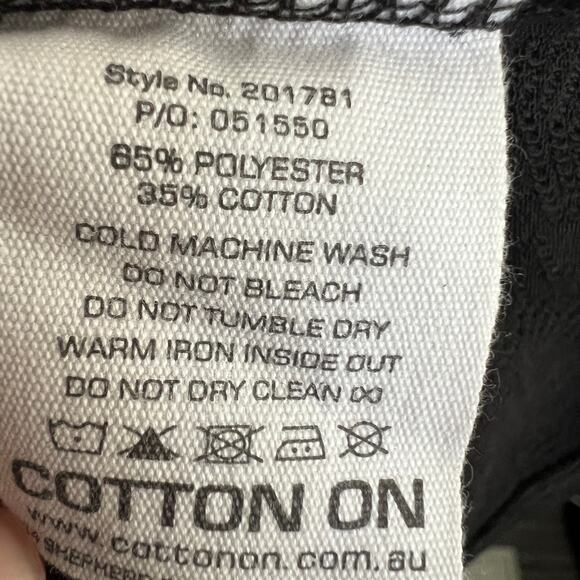 Style No. 201781
P/O: 051550
65% POLYESTER
35% COTTON
COLD MACHINE WASH
DO NOT BLEACH
DO NOT TUMBLE DRY
WARM IRON INSIDE OUT
DO NOT DRY CLEAN ∞
COTTON ON
www.cottonon.com.au